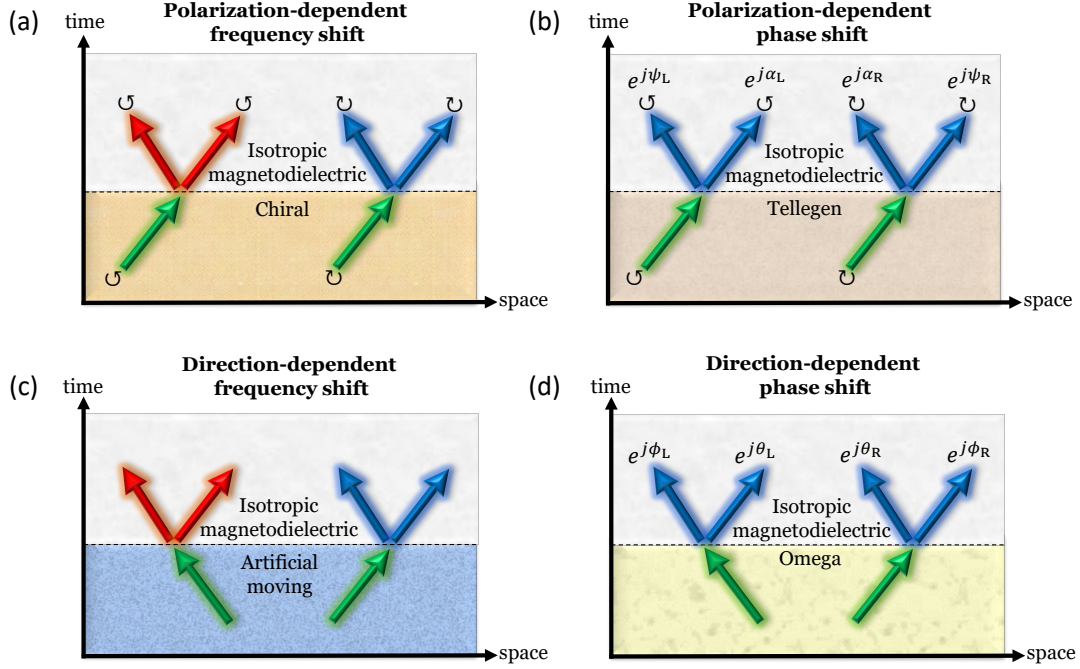 (a)
Polarization-dependent
frequency shift
time
Isotropic
magnetodielectric
Chiral
space
(b)
Polarization-dependent
phase shift
time
e^{jψ_L}
e^{jα_L}
e^{jα_R}
e^{jψ_R}
Isotropic
magnetodielectric
Tellegen
space
(c)
Direction-dependent
frequency shift
time
Isotropic
magnetodielectric
Artificial
moving
space
(d)
Direction-dependent
phase shift
time
e^{jϕ_L}
e^{jθ_L}
e^{jθ_R}
e^{jϕ_R}
Isotropic
magnetodielectric
Omega
space